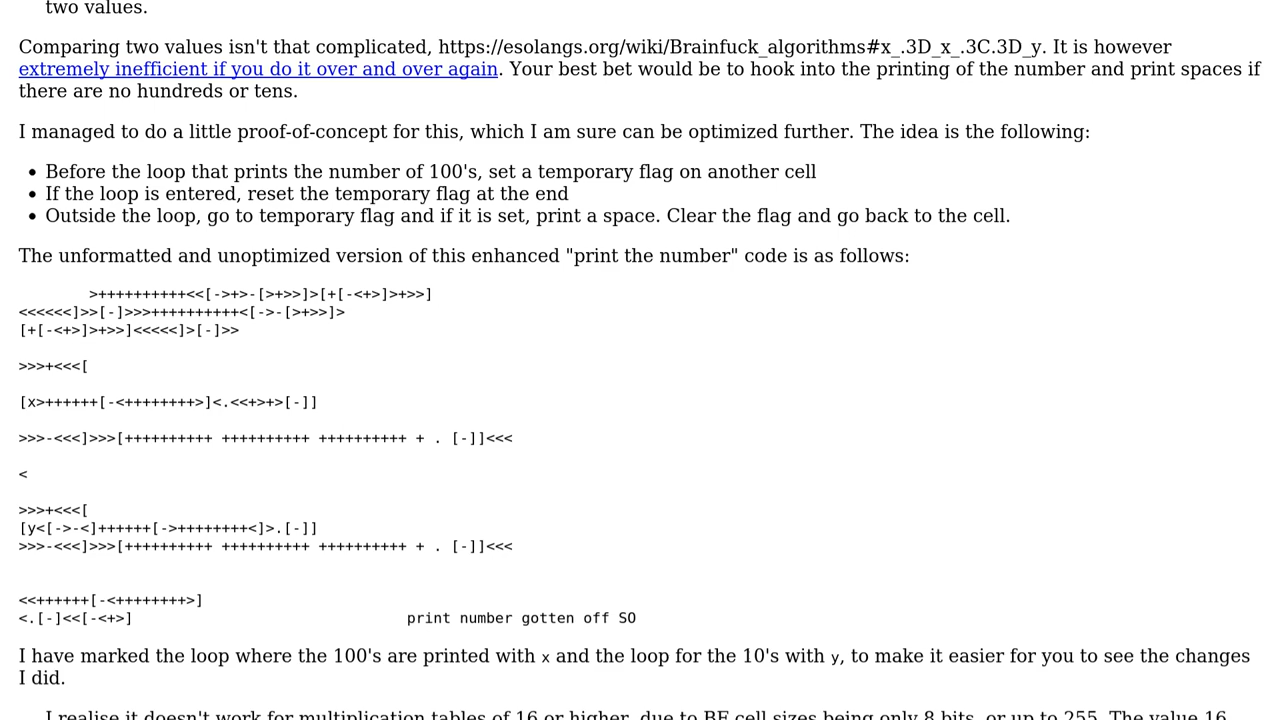 two values.
Comparing two values isn't that complicated, https://esolangs.org/wiki/Brainfuck_algorithms#x_.3D_x_.3C.3D_y. It is however
extremely inefficient if you do it over and over again. Your best bet would be to hook into the printing of the number and print spaces if
there are no hundreds or tens.
I managed to do a little proof-of-concept for this, which I am sure can be optimized further. The idea is the following:
• Before the loop that prints the number of 100's, set a temporary flag on another cell
• If the loop is entered, reset the temporary flag at the end
• Outside the loop, go to temporary flag and if it is set, print a space. Clear the flag and go back to the cell.
The unformatted and unoptimized version of this enhanced "print the number" code is as follows:
>++++++++++<<[->+>-[>+>>]>[+[-<+>]>+>>]
<<<<<<]>>[-]>>>++++++++++<[->-[>+>>]>
[+[-<+>]>+>>]<<<<<]>[-]>>
>>>+<<<[
[x>++++++[-<++++++++>]<.<<+>+>[-]]
>>>-<<<]>>>[++++++++++ ++++++++++ ++++++++++ + . [-]]<<<
<
>>>+<<<[
[y<[->-<]++++++[->++++++++<]>.[-]]
>>>-<<<]>>>[++++++++++ ++++++++++ ++++++++++ + . [-]]<<<
<<++++++[-<++++++++>]
<.[-]<<[-<+>] print number gotten off SO
I have marked the loop where the 100's are printed with x and the loop for the 10's with y, to make it easier for you to see the changes
I did.
I realise it doesn't work for multiplication tables of 16 or higher, due to BF cell sizes being only 8 bits, or up to 255. The value 16